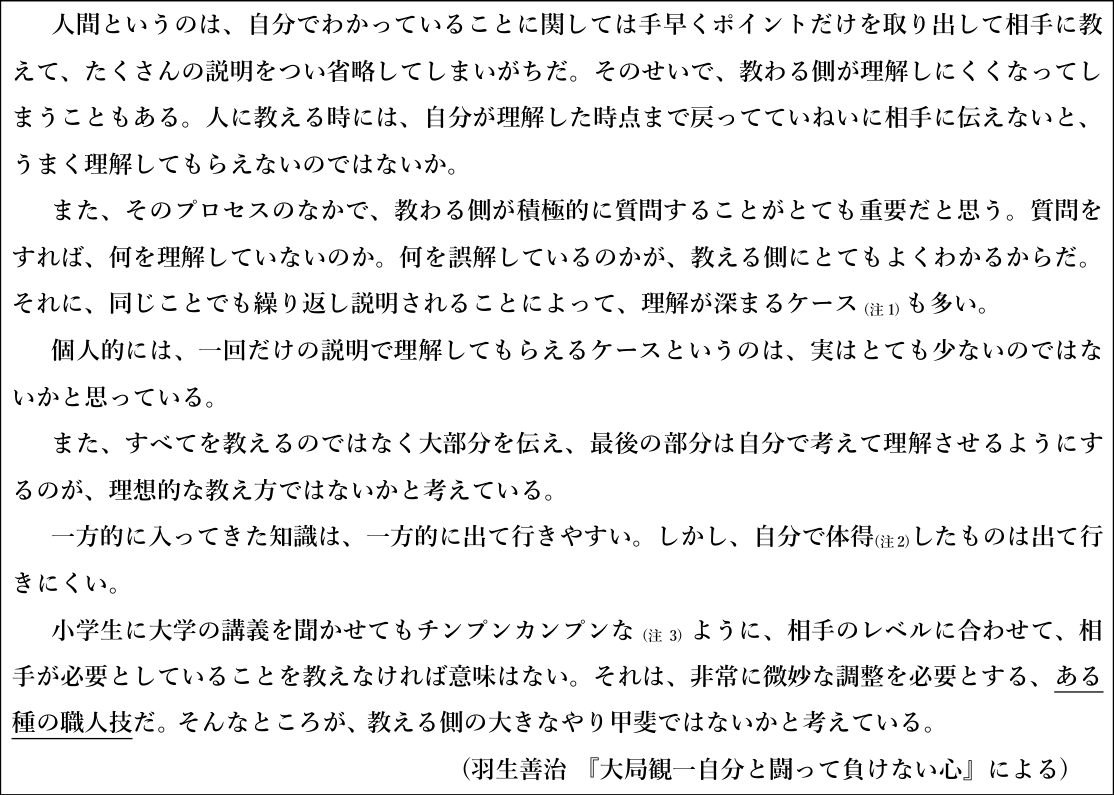 人間というのは、自分でわかっていることに関しては手早くポイントだけを取り出して相手に教
えて、たくさんの説明をつい省略してしまいがちだ。そのせいで、教わる側が理解しにくくなってし
まうこともある。人に教える時には、自分が理解した時点まで戻ってていねいに相手に伝えないと、
うまく理解してもらえないのではないか。
また、そのプロセスのなかで、教わる側が積極的に質問することがとても重要だと思う。質問を
すれば、何を理解していないのか。何を誤解しているのかが、教える側にとてもよくわかるからだ。
それに、同じことでも繰り返し説明されることによって、理解が深まるケース(注1)も多い。
個人的には、一回だけの説明で理解してもらえるケースというのは、実はとても少ないのではな
いかと思っている。
また、すべてを教えるのではなく大部分を伝え、最後の部分は自分で考えて理解させるようにす
るのが、理想的な教え方ではないかと考えている。
一方的に入ってきた知識は、一方的に出て行きやすい。しかし、自分で体得(注2)したものは出て行
きにくい。
小学生に大学の講義を聞かせてもチンプンカンプンな(注 3)ように、相手のレベルに合わせて、相
手が必要としていることを教えなければ意味はない。それは、非常に微妙な調整を必要とする、ある
種の職人技だ。そんなところが、教える側の大きなやり甲斐ではないかと考えている。
(羽生善治 『大局観一自分と闘って負けない心』による)